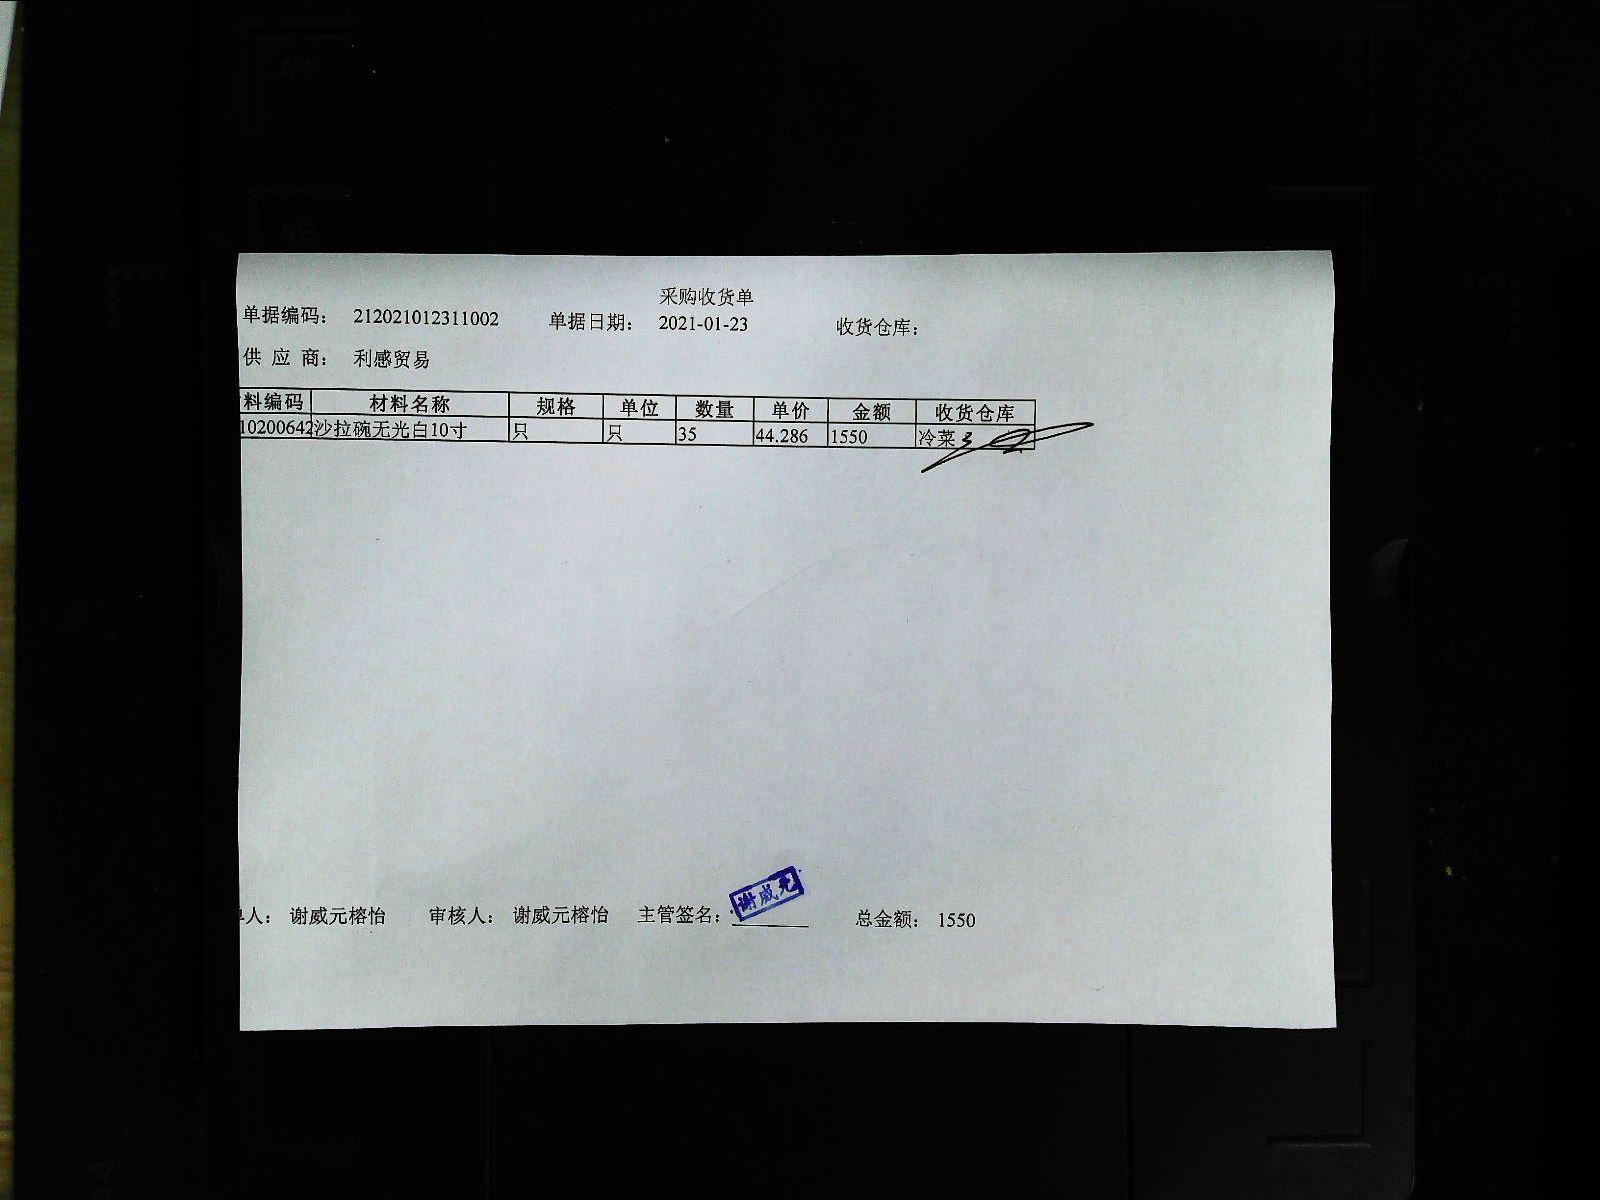 采购收货单
单据编码： 212021012311002 单据日期： 2021-01-23 收货仓库：
供 应 商： 利感贸易
料编码 材料名称 规格 单位 数量 单价 金额 收货仓库
10200642 沙拉碗无光白10寸 只 只 35 44.286 1550 冷菜
谢威元
人： 谢威元榕怡 审核人： 谢威元榕怡 主管签名： 总金额： 1550